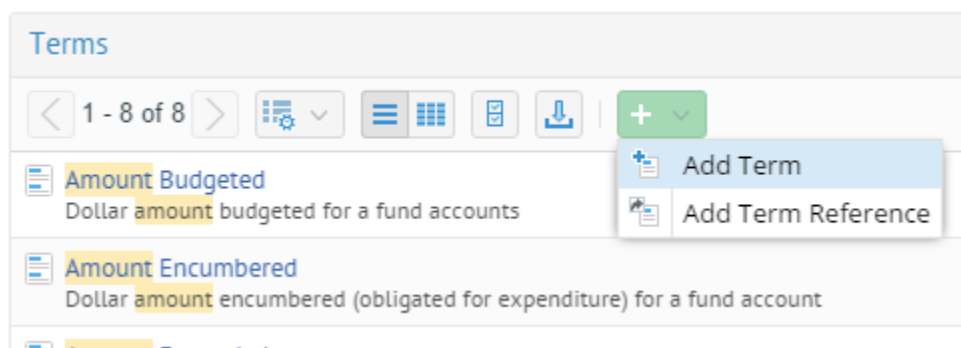 Terms
1 - 8 of 8
Add Term
Add Term Reference
Amount Budgeted
Dollar amount budgeted for a fund accounts
Amount Encumbered
Dollar amount encumbered (obligated for expenditure) for a fund account